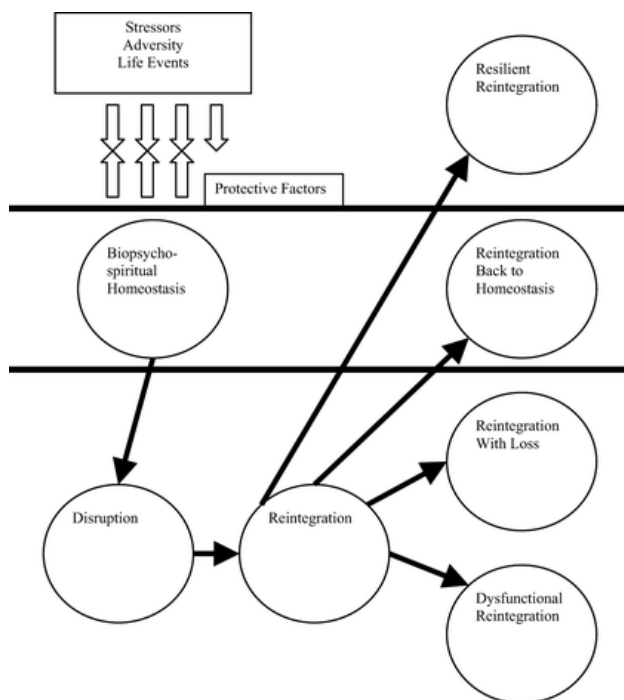 Stressors
Adversity
Life Events
Resilient
Reintegration
Protective Factors
Biopsycho-
spiritual
Homeostasis
Reintegration
Back to
Homeostasis
Reintegration
With Loss
Disruption
Reintegration
Dysfunctional
Reintegration